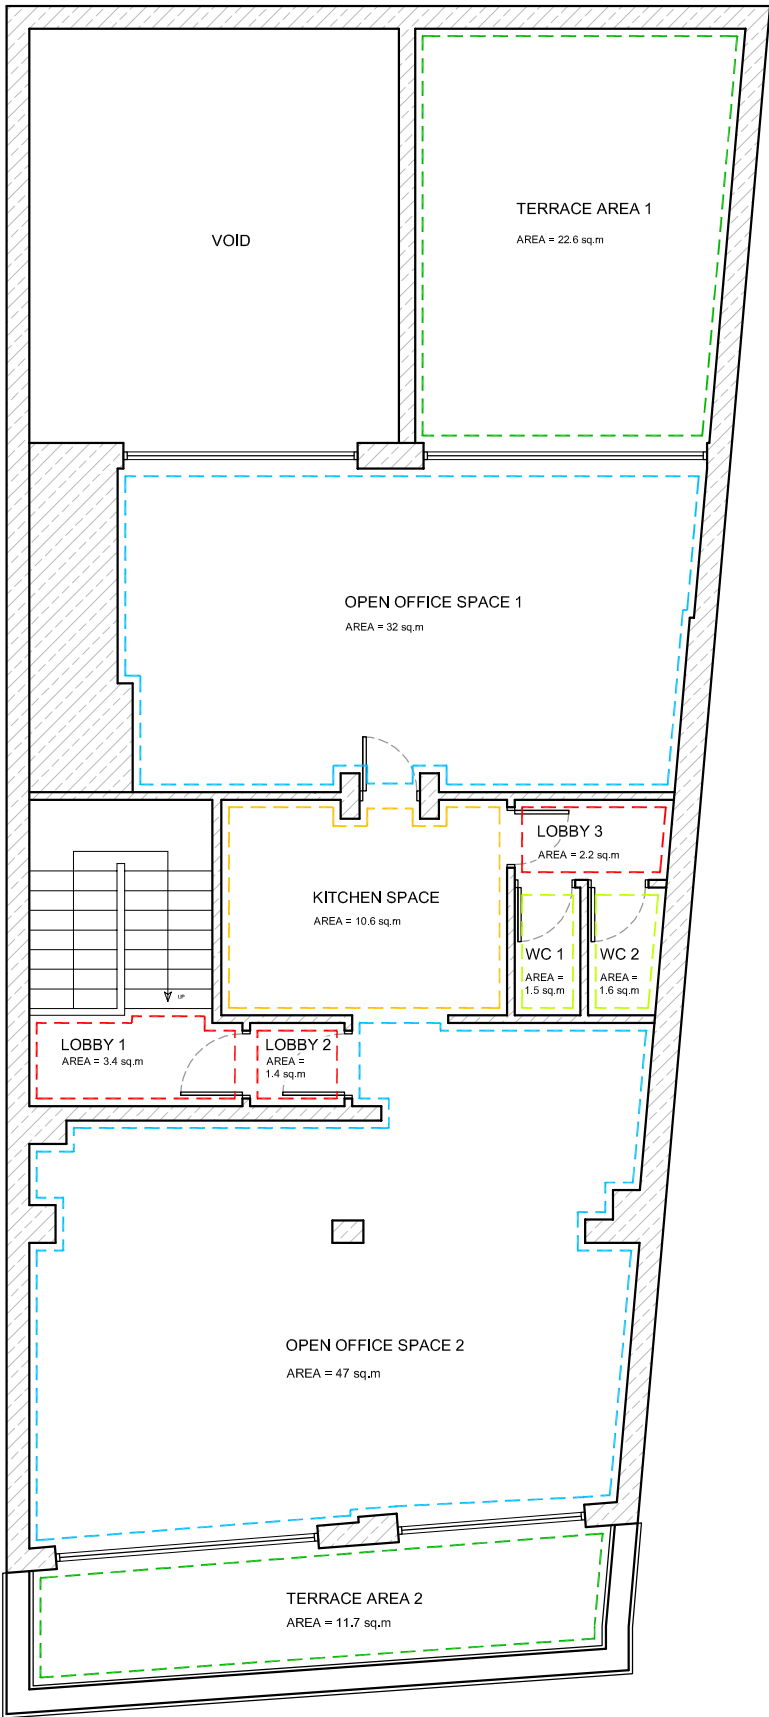 TERRACE AREA 1
AREA = 22.6 sq.m
VOID
OPEN OFFICE SPACE 1
AREA = 32 sq.m
LOBBY 3
AREA = 2.2 sq.m
KITCHEN SPACE
AREA = 10.6 sq.m
WC 1
AREA =
1.5 sq.m
WC 2
AREA =
1.6 sq.m
UP
LOBBY 1
AREA = 3.4 sq.m
LOBBY 2
AREA =
1.4 sq.m
OPEN OFFICE SPACE 2
AREA = 47 sq.m
TERRACE AREA 2
AREA = 11.7 sq.m